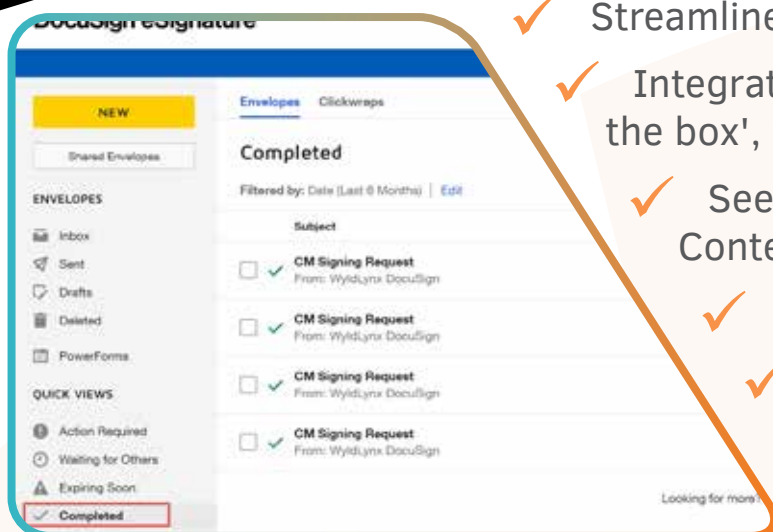 DocuSign eSignature
NEW
Shared Envelopes
ENVELOPES
Inbox
Sent
Drafts
Deleted
PowerForms
QUICK VIEWS
Action Required
Waiting for Others
Expiring Soon
Completed
Envelopes Clickwraps
Completed
Filtered by: Date (Last 6 Months) | Edit
Subject
CM Signing Request
From: WyldLynx DocuSign
CM Signing Request
From: WyldLynx DocuSign
CM Signing Request
From: WyldLynx DocuSign
CM Signing Request
From: WyldLynx DocuSign
Looking for more?
Streamline
Integrat
the box',
See
Conte